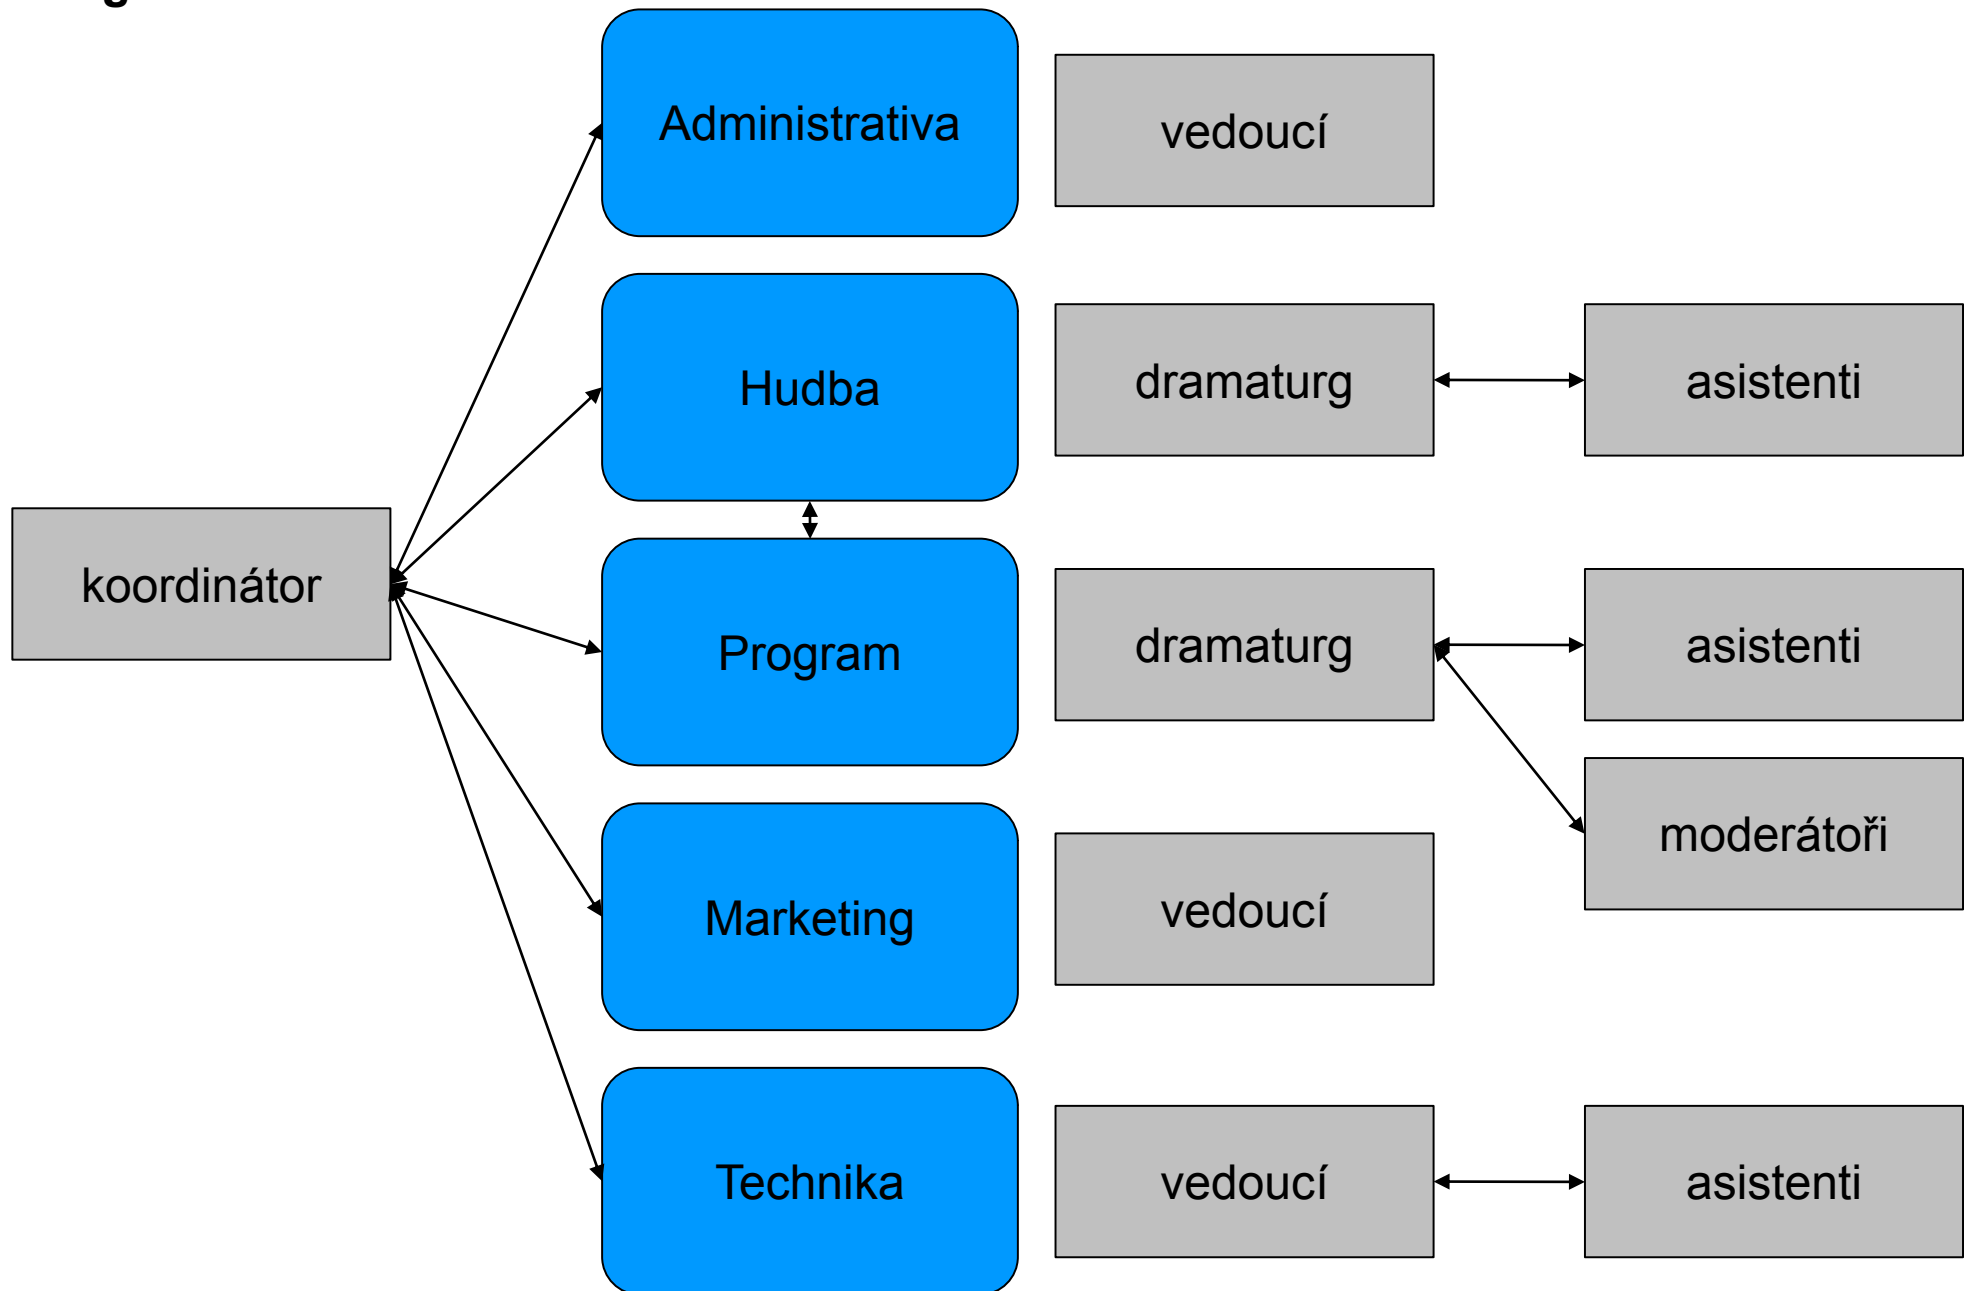 Administrativa
vedoucí
Hudba
dramaturg
asistenti
koordinátor
Program
dramaturg
asistenti
moderátoři
Marketing
vedoucí
Technika
vedoucí
asistenti